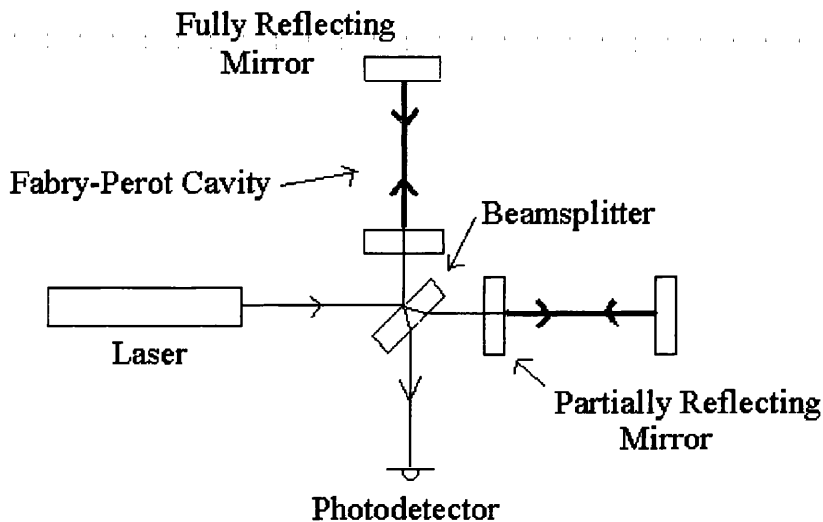 Fully Reflecting
Mirror
Fabry-Perot Cavity
Beamsplitter
Laser
Partially Reflecting
Mirror
Photodetector